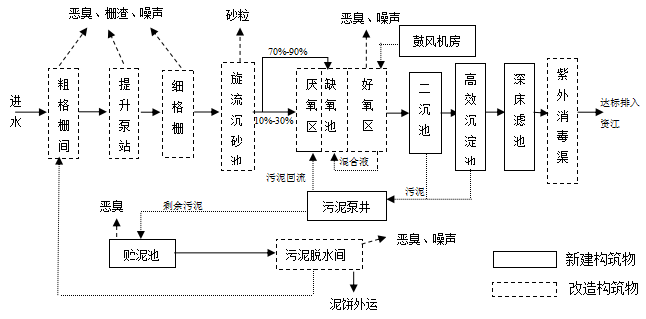 恶臭、栅渣、噪声
砂粒
恶臭、噪声
鼓风机房
70%-90%
进水
粗格栅间
提升泵站
细格栅
旋流沉砂池
10%-30%
厌氧区
缺氧池
好氧区
二沉池
高效沉淀池
深床滤池
紫外消毒渠
达标排入
资江
混合液
污泥回流
污泥
剩余污泥
污泥泵井
恶臭
贮泥池
污泥脱水间
恶臭、噪声
泥饼外运
新建构筑物
改造构筑物